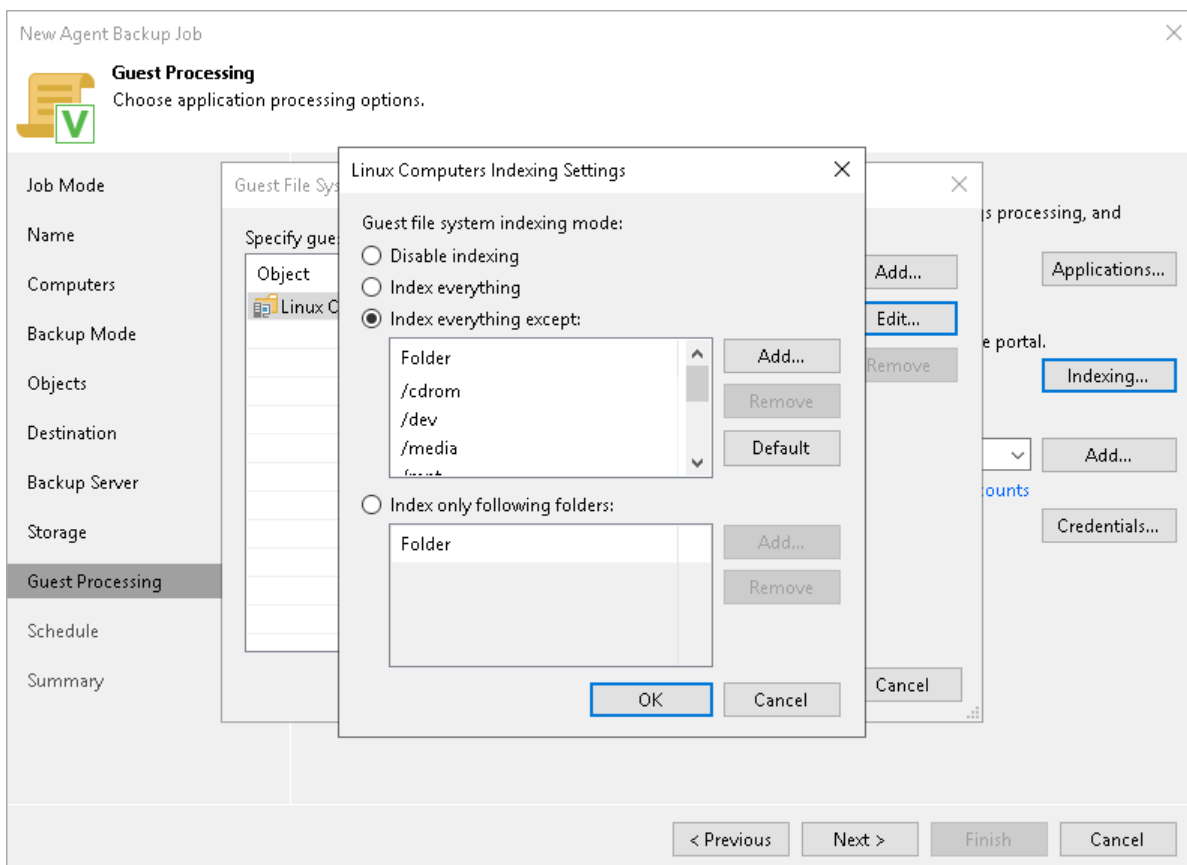 New Agent Backup Job
Guest Processing
Choose application processing options.
Job Mode
Name
Computers
Backup Mode
Objects
Destination
Backup Server
Storage
Guest Processing
Schedule
Summary
Guest File
Specify
Object
Linux
Linux Computers Indexing Settings
Guest file system indexing mode:
Disable indexing
Index everything
Index everything except:
Folder
/cdrom
/dev
/media
Add...
Remove
Default
Index only following folders:
Folder
Add...
Remove
OK
Cancel
Add...
Edit...
Remove
Cancel
processing, and
Applications...
portal.
Indexing...
Add...
Credentials...
< Previous
Next >
Finish
Cancel